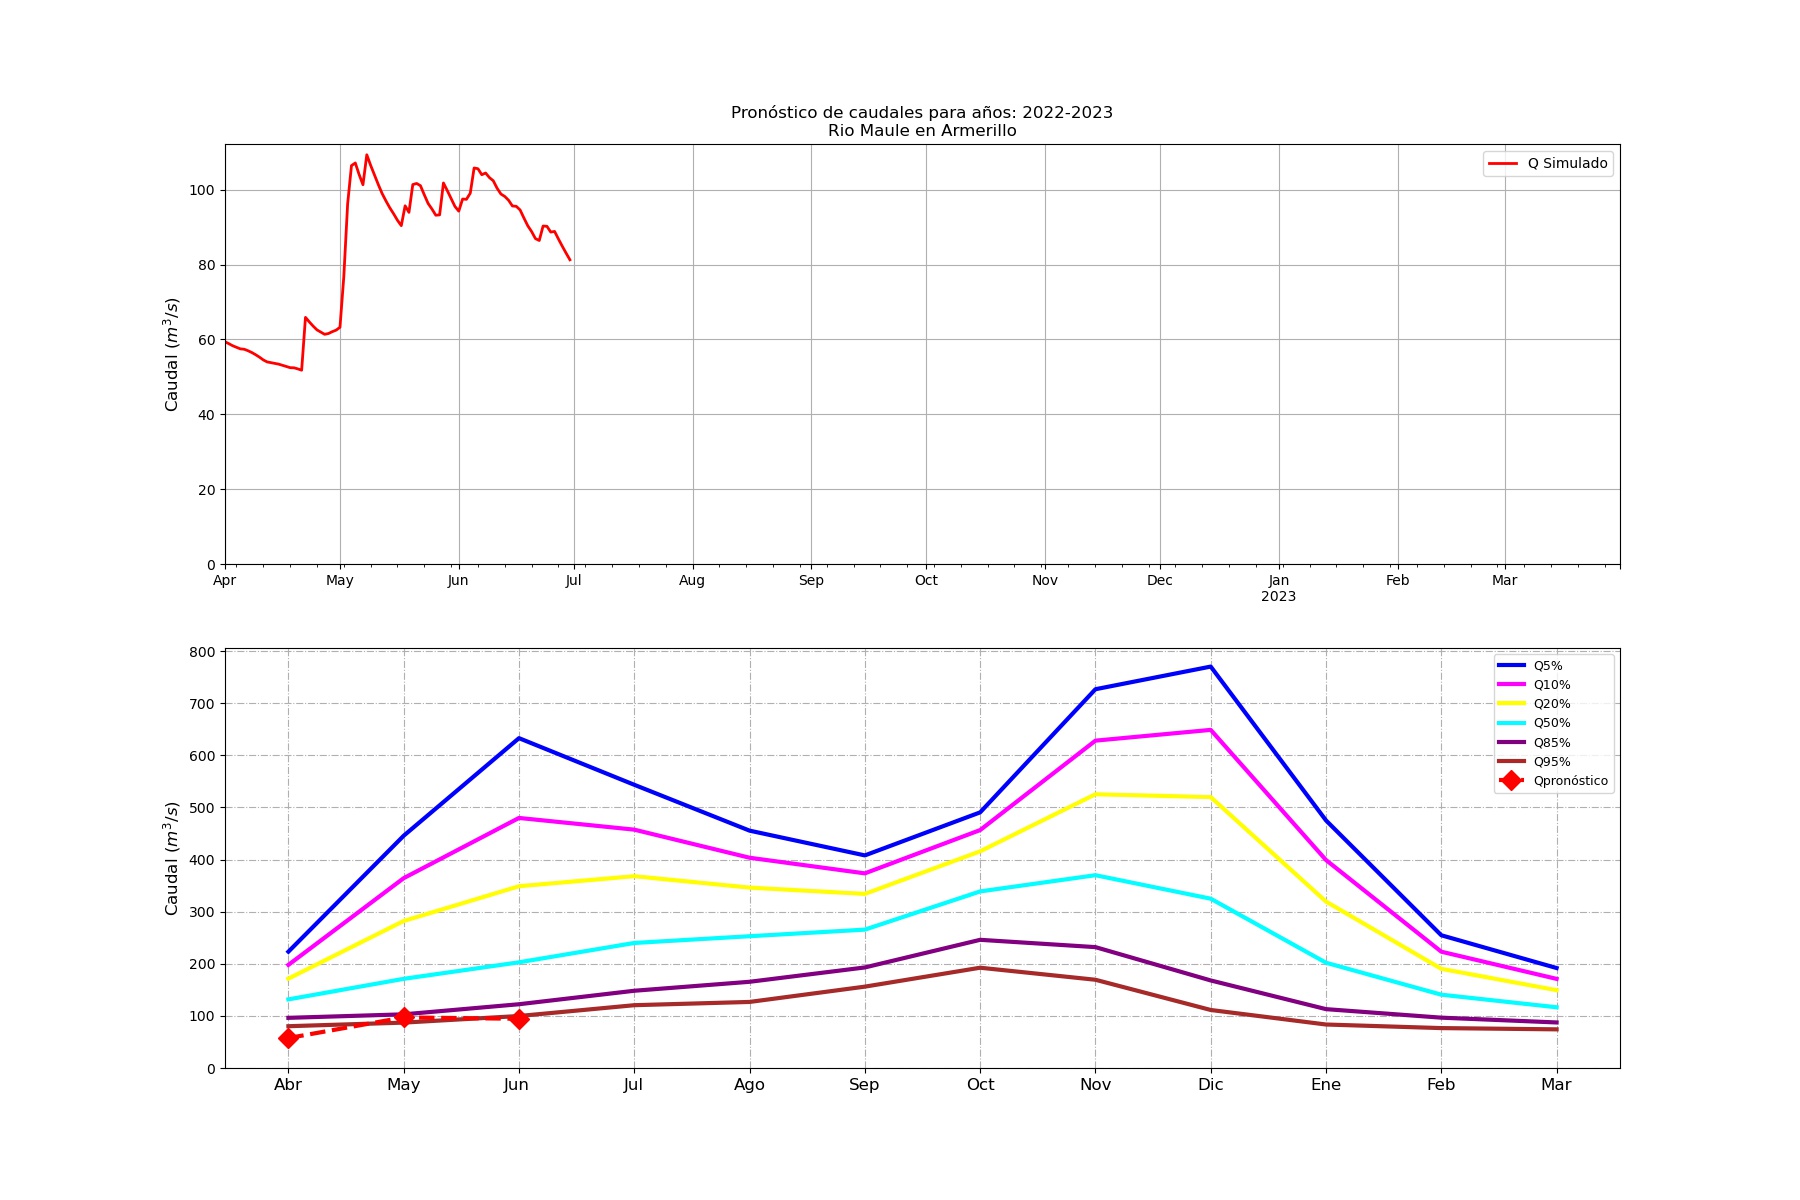 Pronóstico de caudales para años: 2022-2023
Rio Maule en Armerillo
Q Simulado
Caudal (m³/s)
100
80
60
40
20
0
Apr May Jun Jul Aug Sep Oct Nov Dec Jan Feb Mar
2023
Caudal (m³/s)
800
700
600
500
400
300
200
100
0
Q5%
Q10%
Q20%
Q50%
Q85%
Q95%
Qpronóstico
Abr May Jun Jul Ago Sep Oct Nov Dic Ene Feb Mar